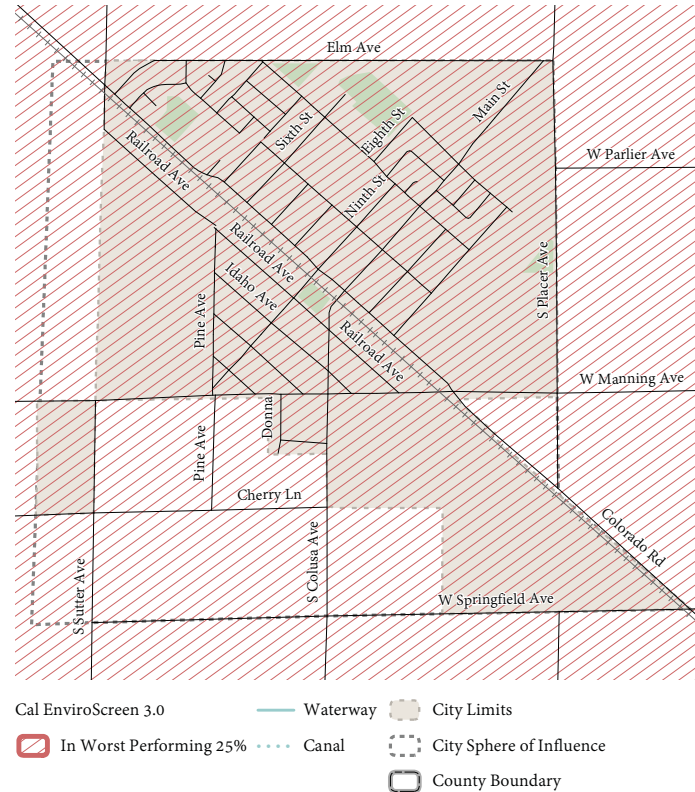 Elm Ave
Main St
Sixth St
Eighth St
W Parlier Ave
Railroad Ave
Ninth St
Railroad Ave
S Placer Ave
Idaho Ave
Pine Ave
Railroad Ave
W Manning Ave
Donna
Pine Ave
Cherry Ln
Colorado Rd
S Colusa Ave
S Sutter Ave
W Springfield Ave
Cal EnviroScreen 3.0
In Worst Performing 25%
Waterway
Canal
City Limits
City Sphere of Influence
County Boundary